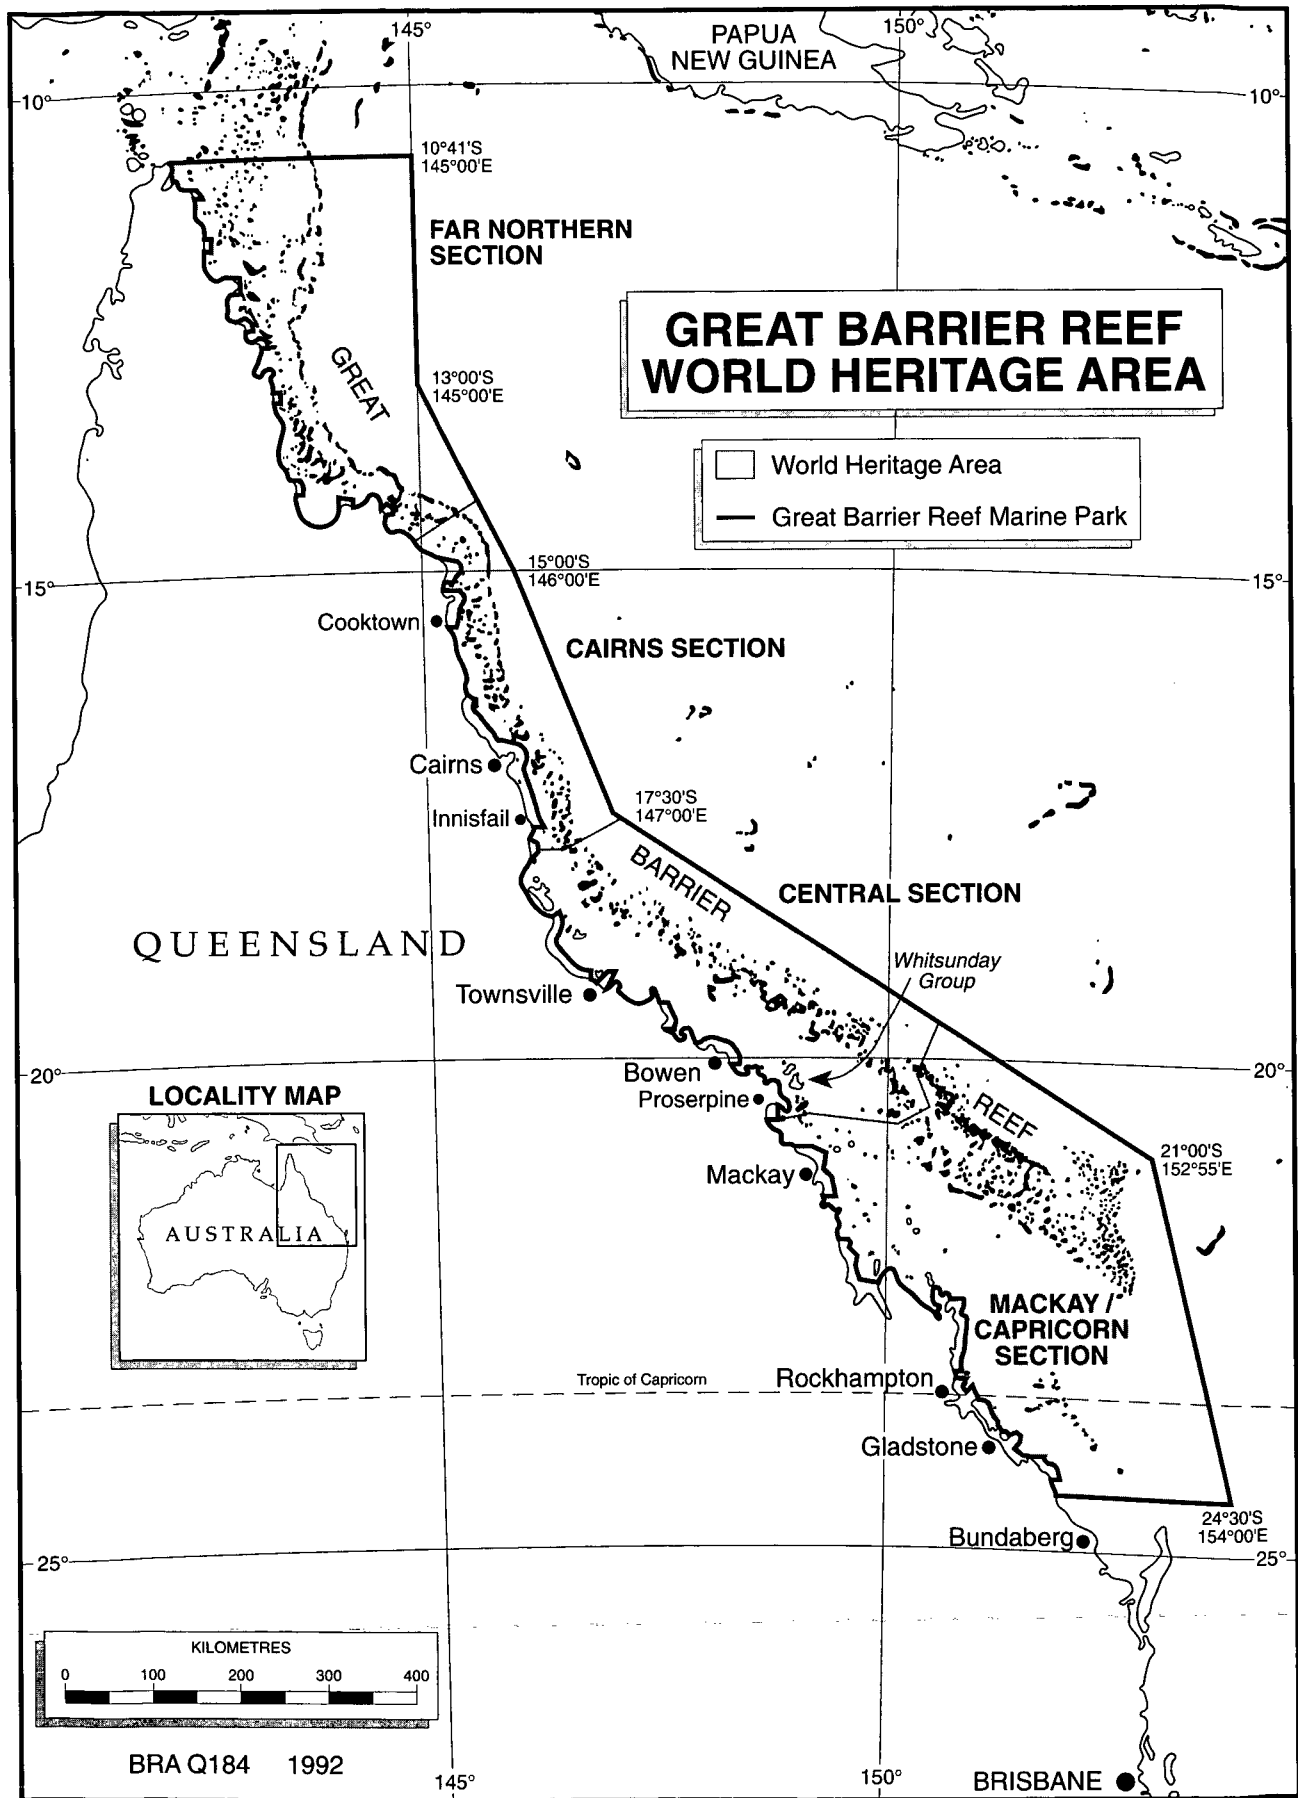 145°
150°
PAPUA
NEW GUINEA
10°
10°
10°41'S
145°00'E
FAR NORTHERN
SECTION
GREAT BARRIER REEF
WORLD HERITAGE AREA
GREAT
13°00'S
145°00'E
World Heritage Area
Great Barrier Reef Marine Park
15°00'S
146°00'E
15°
15°
Cooktown
CAIRNS SECTION
Cairns
17°30'S
147°00'E
Innisfail
BARRIER
CENTRAL SECTION
QUEENSLAND
Whitsunday
Group
Townsville
20°
20°
Bowen
LOCALITY MAP
Proserpine
REEF
21°00'S
152°55'E
Mackay
AUSTRALIA
MACKAY /
CAPRICORN
SECTION
Tropic of Capricorn
Rockhampton
Gladstone
24°30'S
154°00'E
Bundaberg
25°
25°
KILOMETRES
0 100 200 300 400
BRA Q184 1992
145°
150°
BRISBANE